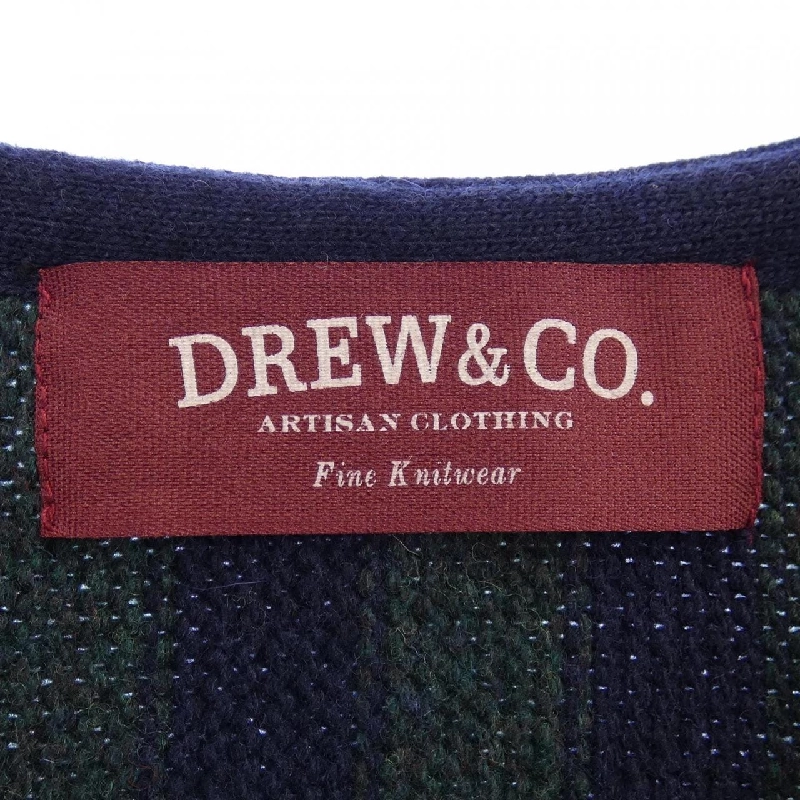 DREW & CO.
ARTISAN CLOTHING
Fine Knitwear